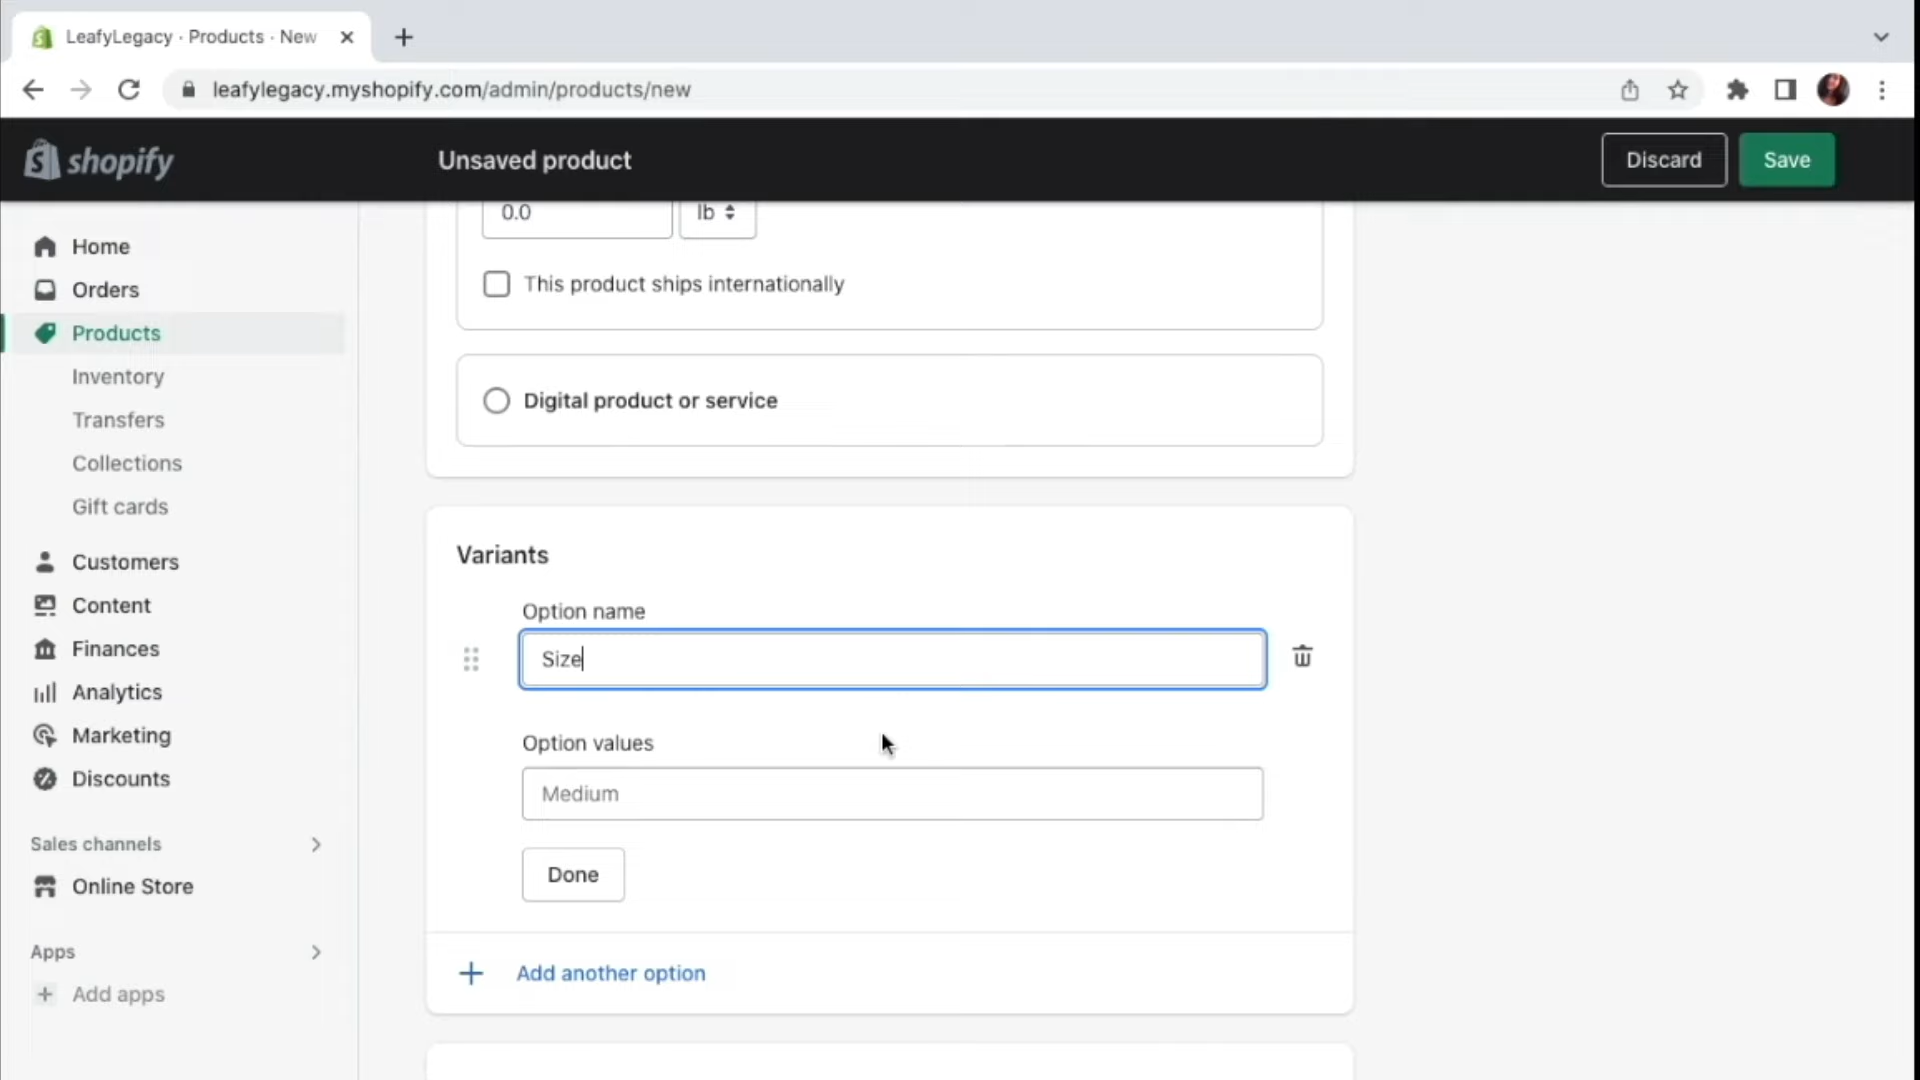 LeafyLegacy · Products · New
leafylegacy.myshopify.com/admin/products/new
shopify
Unsaved product
Discard
Save
Home
Orders
Products
Inventory
Transfers
Collections
Gift cards
Customers
Content
Finances
Analytics
Marketing
Discounts
Sales channels
Online Store
Apps
Add apps
0.0
lb
This product ships internationally
Digital product or service
Variants
Option name
Size
Option values
Medium
Done
Add another option